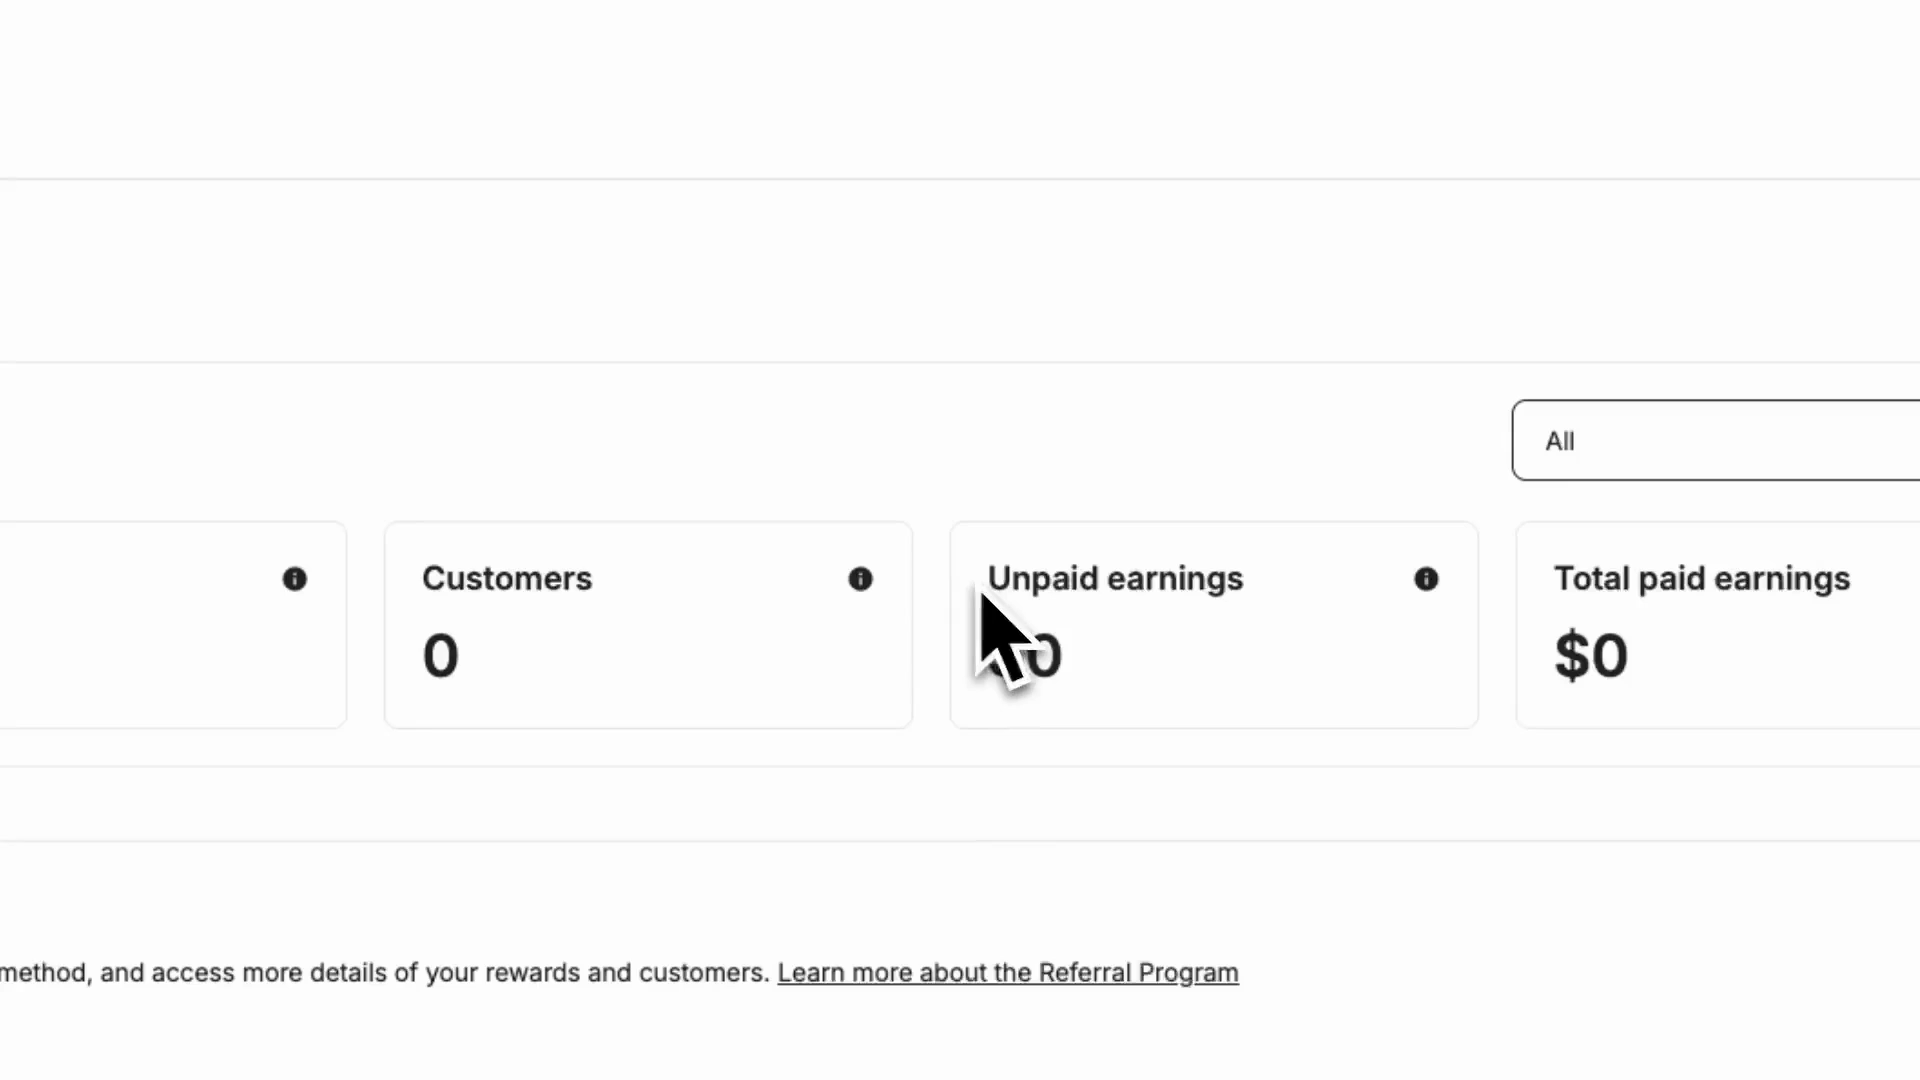 All
Customers
Unpaid earnings
Total paid earnings
0
$0
method, and access more details of your rewards and customers. Learn more about the Referral Program